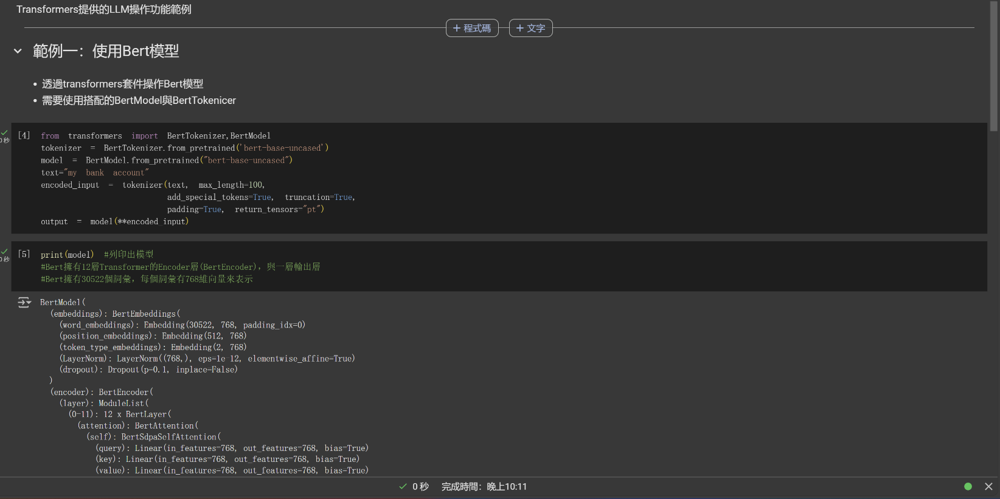 Transformers提供的LLM操作功能範例
+ 程式碼 + 文字
範例一：使用Bert模型
• 透過transformers套件操作Bert模型
• 需要使用搭配的BertModel與BertTokenicer
0 秒
[4] from transformers import BertTokenizer,BertModel
tokenizer = BertTokenizer.from_pretrained('bert-base-uncased')
model = BertModel.from_pretrained("bert-base-uncased")
text="my bank account"
encoded_input = tokenizer(text, max_length=100,
add_special_tokens=True, truncation=True,
padding=True, return_tensors="pt")
output = model(**encoded_input)
0 秒
[5] print(model) #列印出模型
#Bert擁有12層Transformer的Encoder層(BertEncoder)，與一層輸出層
#Bert擁有30522個詞彙，每個詞彙有768維向量來表示
BertModel(
(embeddings): BertEmbeddings(
(word_embeddings): Embedding(30522, 768, padding_idx=0)
(position_embeddings): Embedding(512, 768)
(token_type_embeddings): Embedding(2, 768)
(LayerNorm): LayerNorm((768,), eps=1e-12, elementwise_affine=True)
(dropout): Dropout(p=0.1, inplace=False)
)
(encoder): BertEncoder(
(layer): ModuleList(
(0-11): 12 x BertLayer(
(attention): BertAttention(
(self): BertSdpaSelfAttention(
(query): Linear(in_features=768, out_features=768, bias=True)
(key): Linear(in_features=768, out_features=768, bias=True)
(value): Linear(in_features=768, out_features=768, bias=True)
0 秒 完成時間：晚上10:11